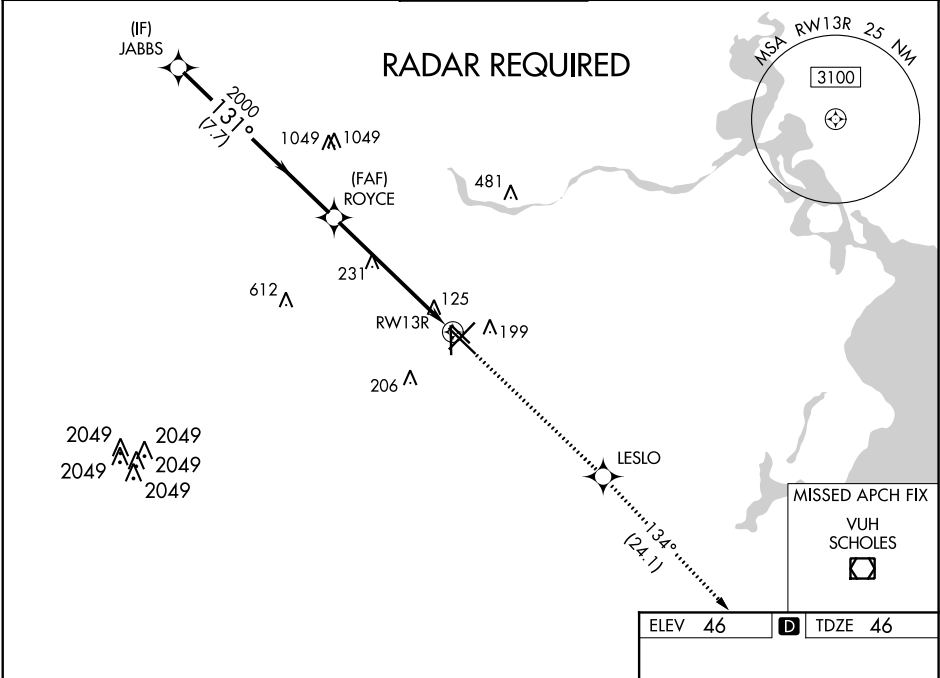 (IF)
JABBS
RADAR REQUIRED
MSA RW13R 25 NM
3100
2000
131°
(7.7)
1049
1049
(FAF)
ROYCE
481
231
612
125
RW13R
199
206
2049
2049
2049
2049
2049
LESLO
134°
(24.1)
MISSED APCH FIX
VUH
SCHOLES
ELEV 46 D TDZE 46